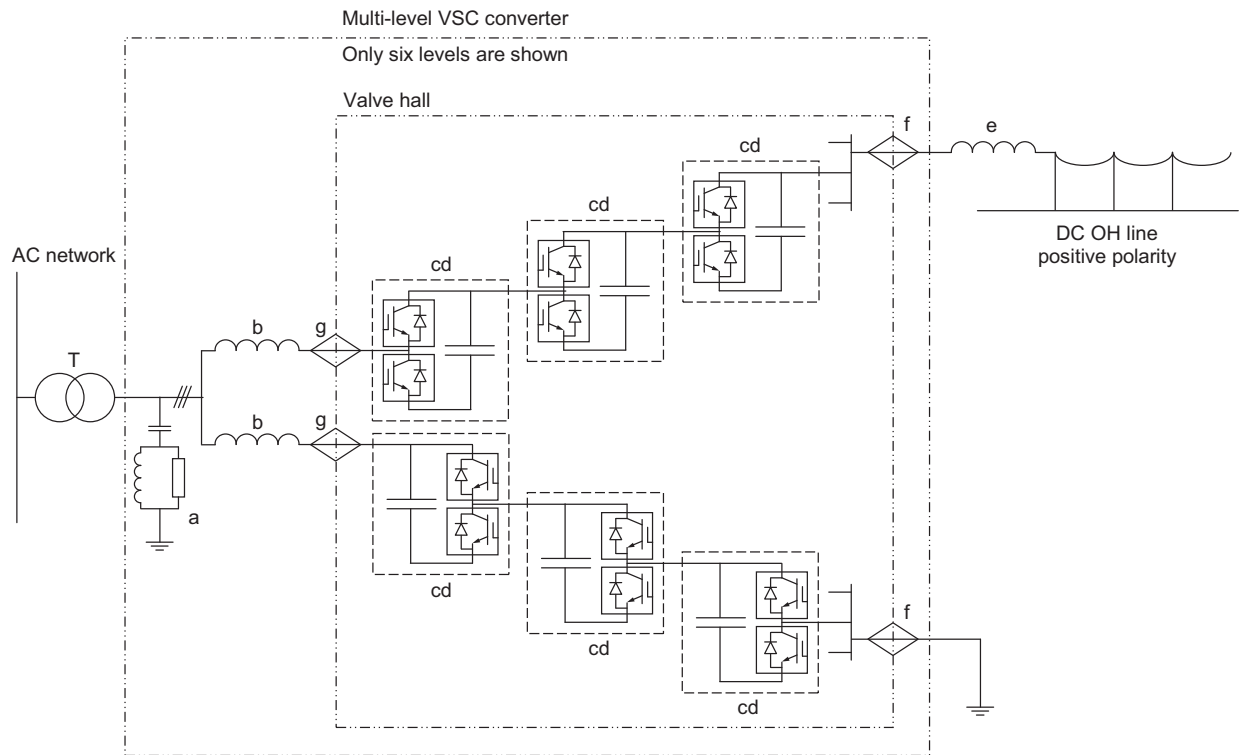 Multi-level VSC converter
Only six levels are shown
Valve hall
f
e
cd
cd
DC OH line
positive polarity
AC network
cd
b
g
T
b
g
a
cd
cd
f
cd